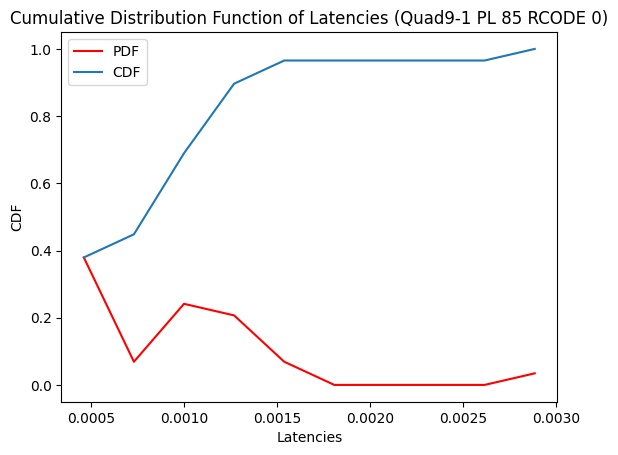 Cumulative Distribution Function of Latencies (Quad9-1 PL 85 RCODE 0)
PDF
CDF
1.0
0.8
0.6
0.4
0.2
0.0
CDF
0.0005 0.0010 0.0015 0.0020 0.0025 0.0030
Latencies